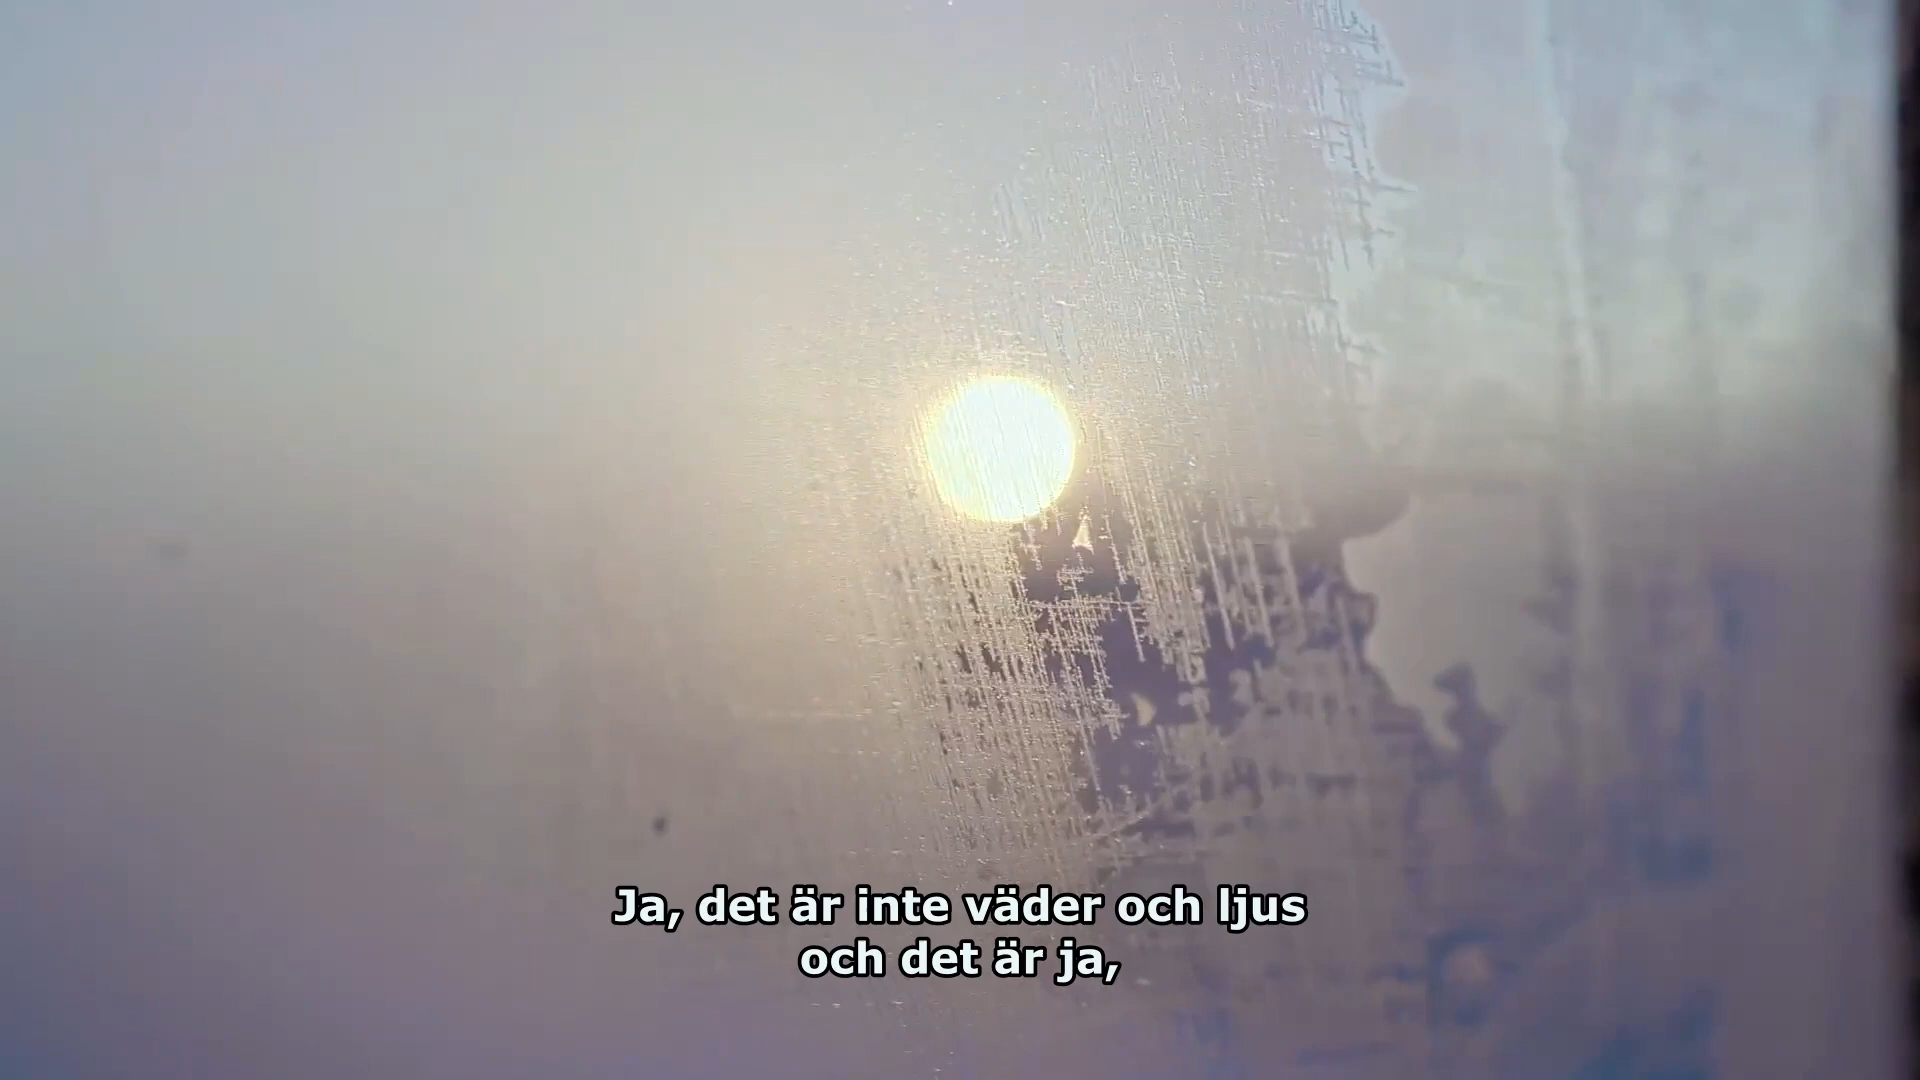 Ja, det är inte väder och ljus
och det är ja,